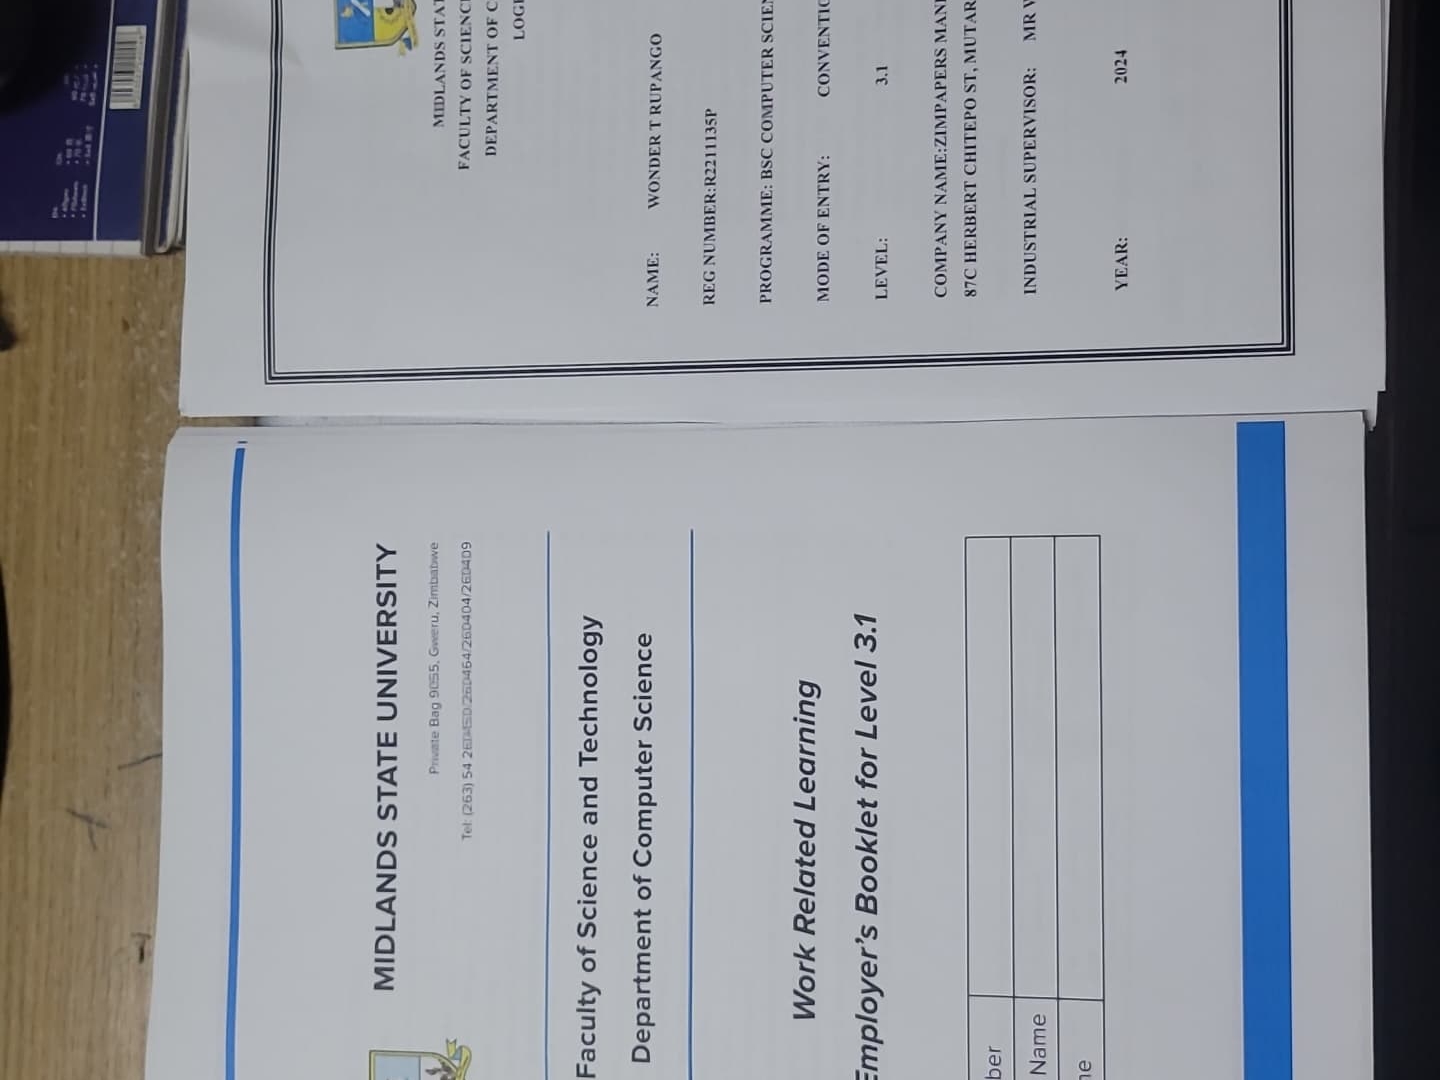 MIDLANDS STAT
FACULTY OF SCIENC
DEPARTMENT OF C
LOG
NAME: WONDER T RUPANGO
REG NUMBER:R2211135P
PROGRAMME: BSC COMPUTER SCIEN
MODE OF ENTRY: CONVENTIO
LEVEL: 3.1
COMPANY NAME:ZIMPAPERS MAN
87C HERBERT CHITEPO ST, MUTAR
INDUSTRIAL SUPERVISOR: MR
YEAR: 2024
MIDLANDS STATE UNIVERSITY
Private Bag 9055, Gweru, Zimbabwe
Tel: (263) 54 260464/260404/260409
Faculty of Science and Technology
Department of Computer Science
Work Related Learning
Employer's Booklet for Level 3.1
ber
Name
ne